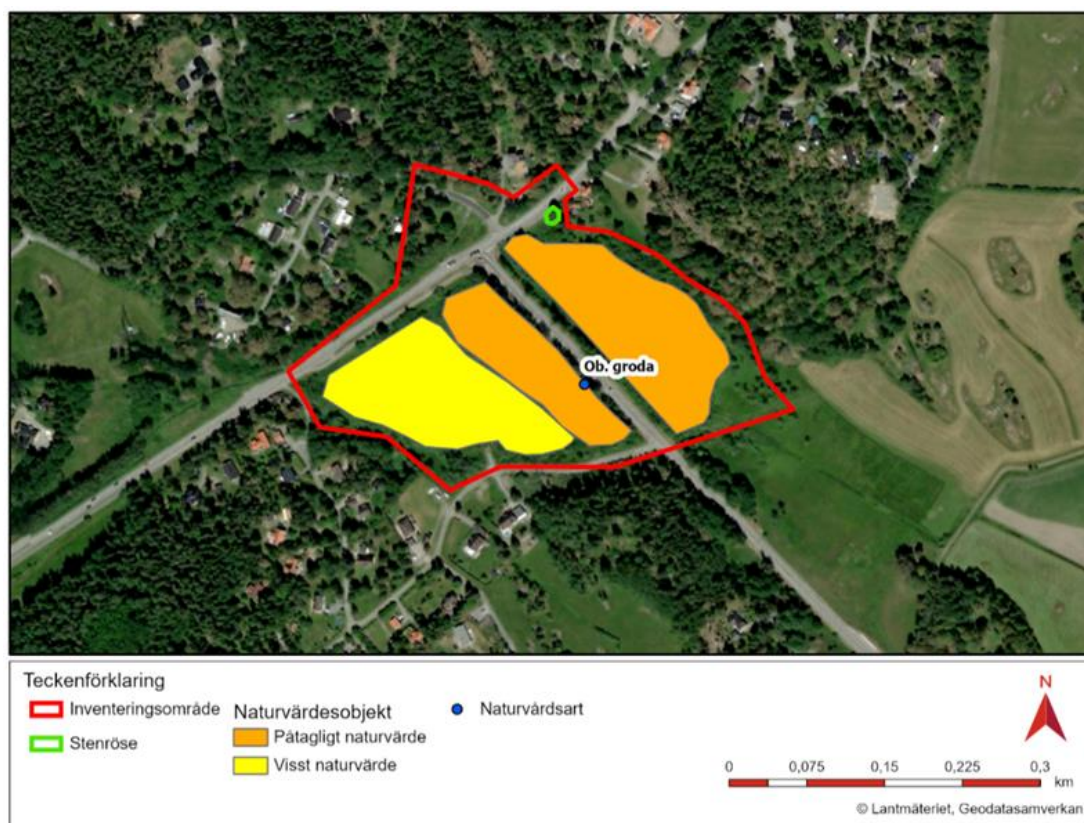 Ob. groda
Teckenförklaring
Inventeringsområde
Stenröse
Naturvärdesobjekt
Påtagligt naturvärde
Visst naturvärde
Naturvårdsart
N
0 0,075 0,15 0,225 0,3
km
© Lantmäteriet, Geodatasamverkan